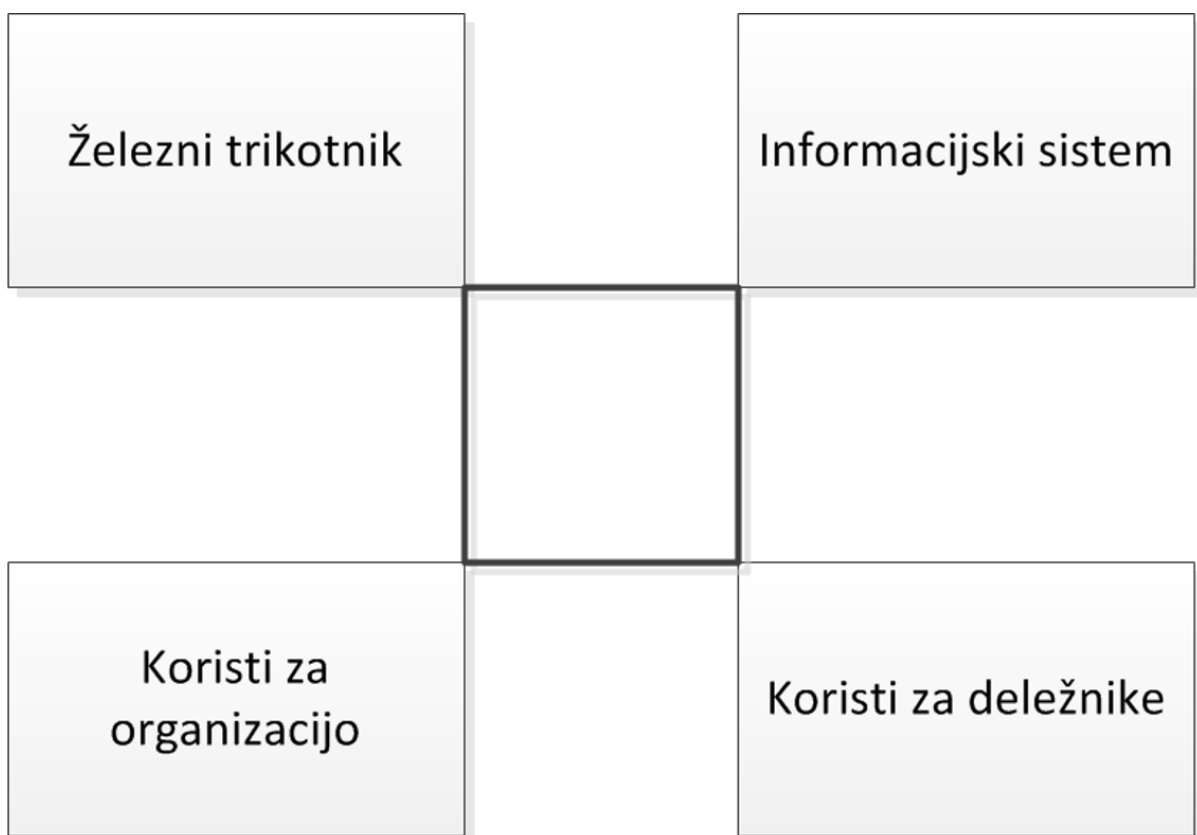 Železni trikotnik
Informacijski sistem
Koristi za
organizacijo
Koristi za deležnike